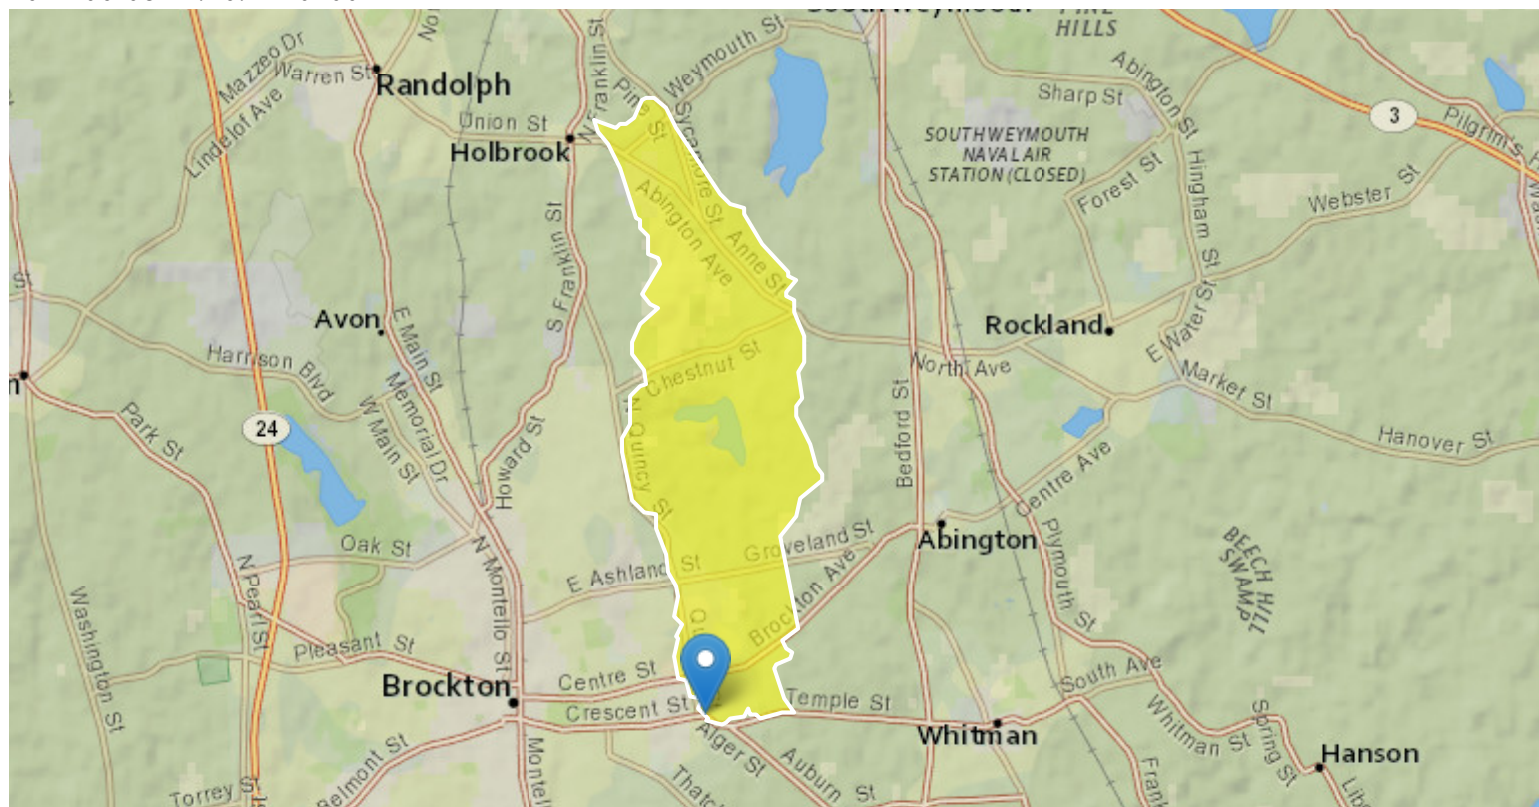 PINE
HILLS
N Franklin St
Weymouth St
Mazzeo Dr
Warren St
Randolph
Pine St
Abington St
Sharp St
3
Pilgrim's
Lindelof Ave
Union St
Holbrook
Sycamore St
SOUTH WEYMOUTH
NAVAL AIR
STATION (CLOSED)
Hingham St
Forest St
Webster St
Abington Ave
Anne St
S Franklin St
St
Avon
E Main St
Rockland
E Water St
Harrison Blvd
Memorial Dr
Chestnut St
North Ave
Market St
W Main St
Bedford St
N Quincy St
Park St
24
Howard St
Hanover St
Centre Ave
Oak St
N Montello St
Groveland St
Abington
E Ashland St
Brockton Ave
Plymouth St
BEECH HILL
SWAMP
N Pearl St
Washington St
Pleasant St
Brockton
Centre St
Crescent St
Temple St
South Ave
Whitman
Whitman St
Spring St
Hanson
Alger St
Auburn St
Belmont St
Torrey St